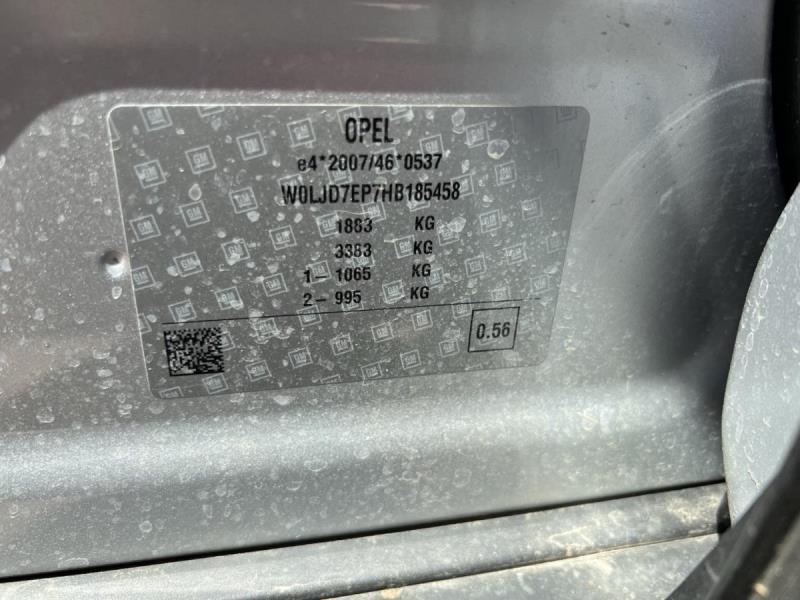 OPEL
e4*2007/46*0537
W0LJD7EP7HB185458
1883 KG
3383 KG
1- 1065 KG
2- 995 KG
0.56